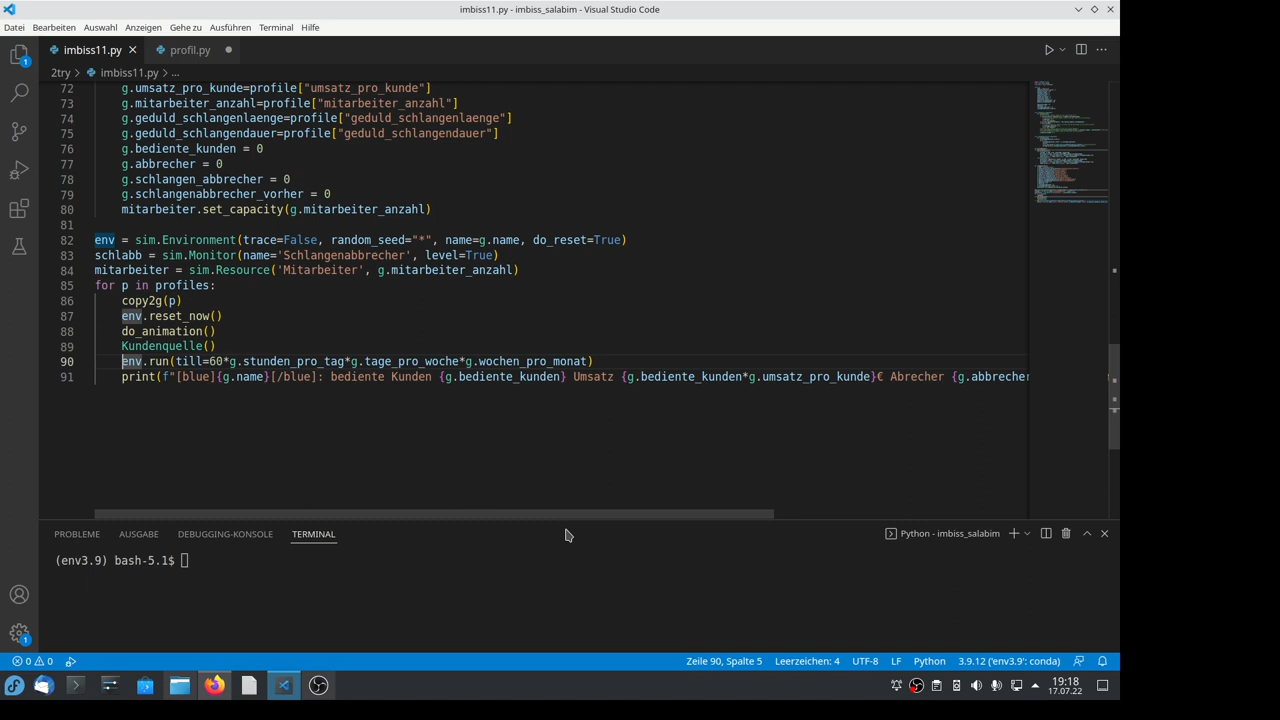 imbiss11.py - imbiss_salabim - Visual Studio Code
Datei Bearbeiten Auswahl Anzeigen Gehe zu Ausführen Terminal Hilfe
imbiss11.py profil.py
2try > imbiss11.py > ...
72 g.umsatz_pro_kunde=profile["umsatz_pro_kunde"]
73 g.mitarbeiter_anzahl=profile["mitarbeiter_anzahl"]
74 g.geduld_schlangenlaenge=profile["geduld_schlangenlaenge"]
75 g.geduld_schlangendauer=profile["geduld_schlangendauer"]
76 g.bediente_kunden = 0
77 g.abbrecher = 0
78 g.schlangen_abbrecher = 0
79 g.schlangenabbrecher_vorher = 0
80 mitarbeiter.set_capacity(g.mitarbeiter_anzahl)
81
82 env = sim.Environment(trace=False, random_seed="*", name=g.name, do_reset=True)
83 schlabb = sim.Monitor(name='Schlangenabbrecher', level=True)
84 mitarbeiter = sim.Resource('Mitarbeiter', g.mitarbeiter_anzahl)
85 for p in profiles:
86 copy2g(p)
87 env.reset_now()
88 do_animation()
89 Kundenquelle()
90 env.run(till=60*g.stunden_pro_tag*g.tage_pro_woche*g.wochen_pro_monat)
91 print(f"[blue]{g.name}[/blue]: bediente Kunden {g.bediente_kunden} Umsatz {g.bediente_kunden*g.umsatz_pro_kunde}€ Abrecher {g.abbrecher
PROBLEME AUSGABE DEBUGGING-KONSOLE TERMINAL Python - imbiss_salabim
(env3.9) bash-5.1$
0 0 Zeile 90, Spalte 5 Leerzeichen: 4 UTF-8 LF Python 3.9.12 ('env3.9': conda)
19:18
17.07.22